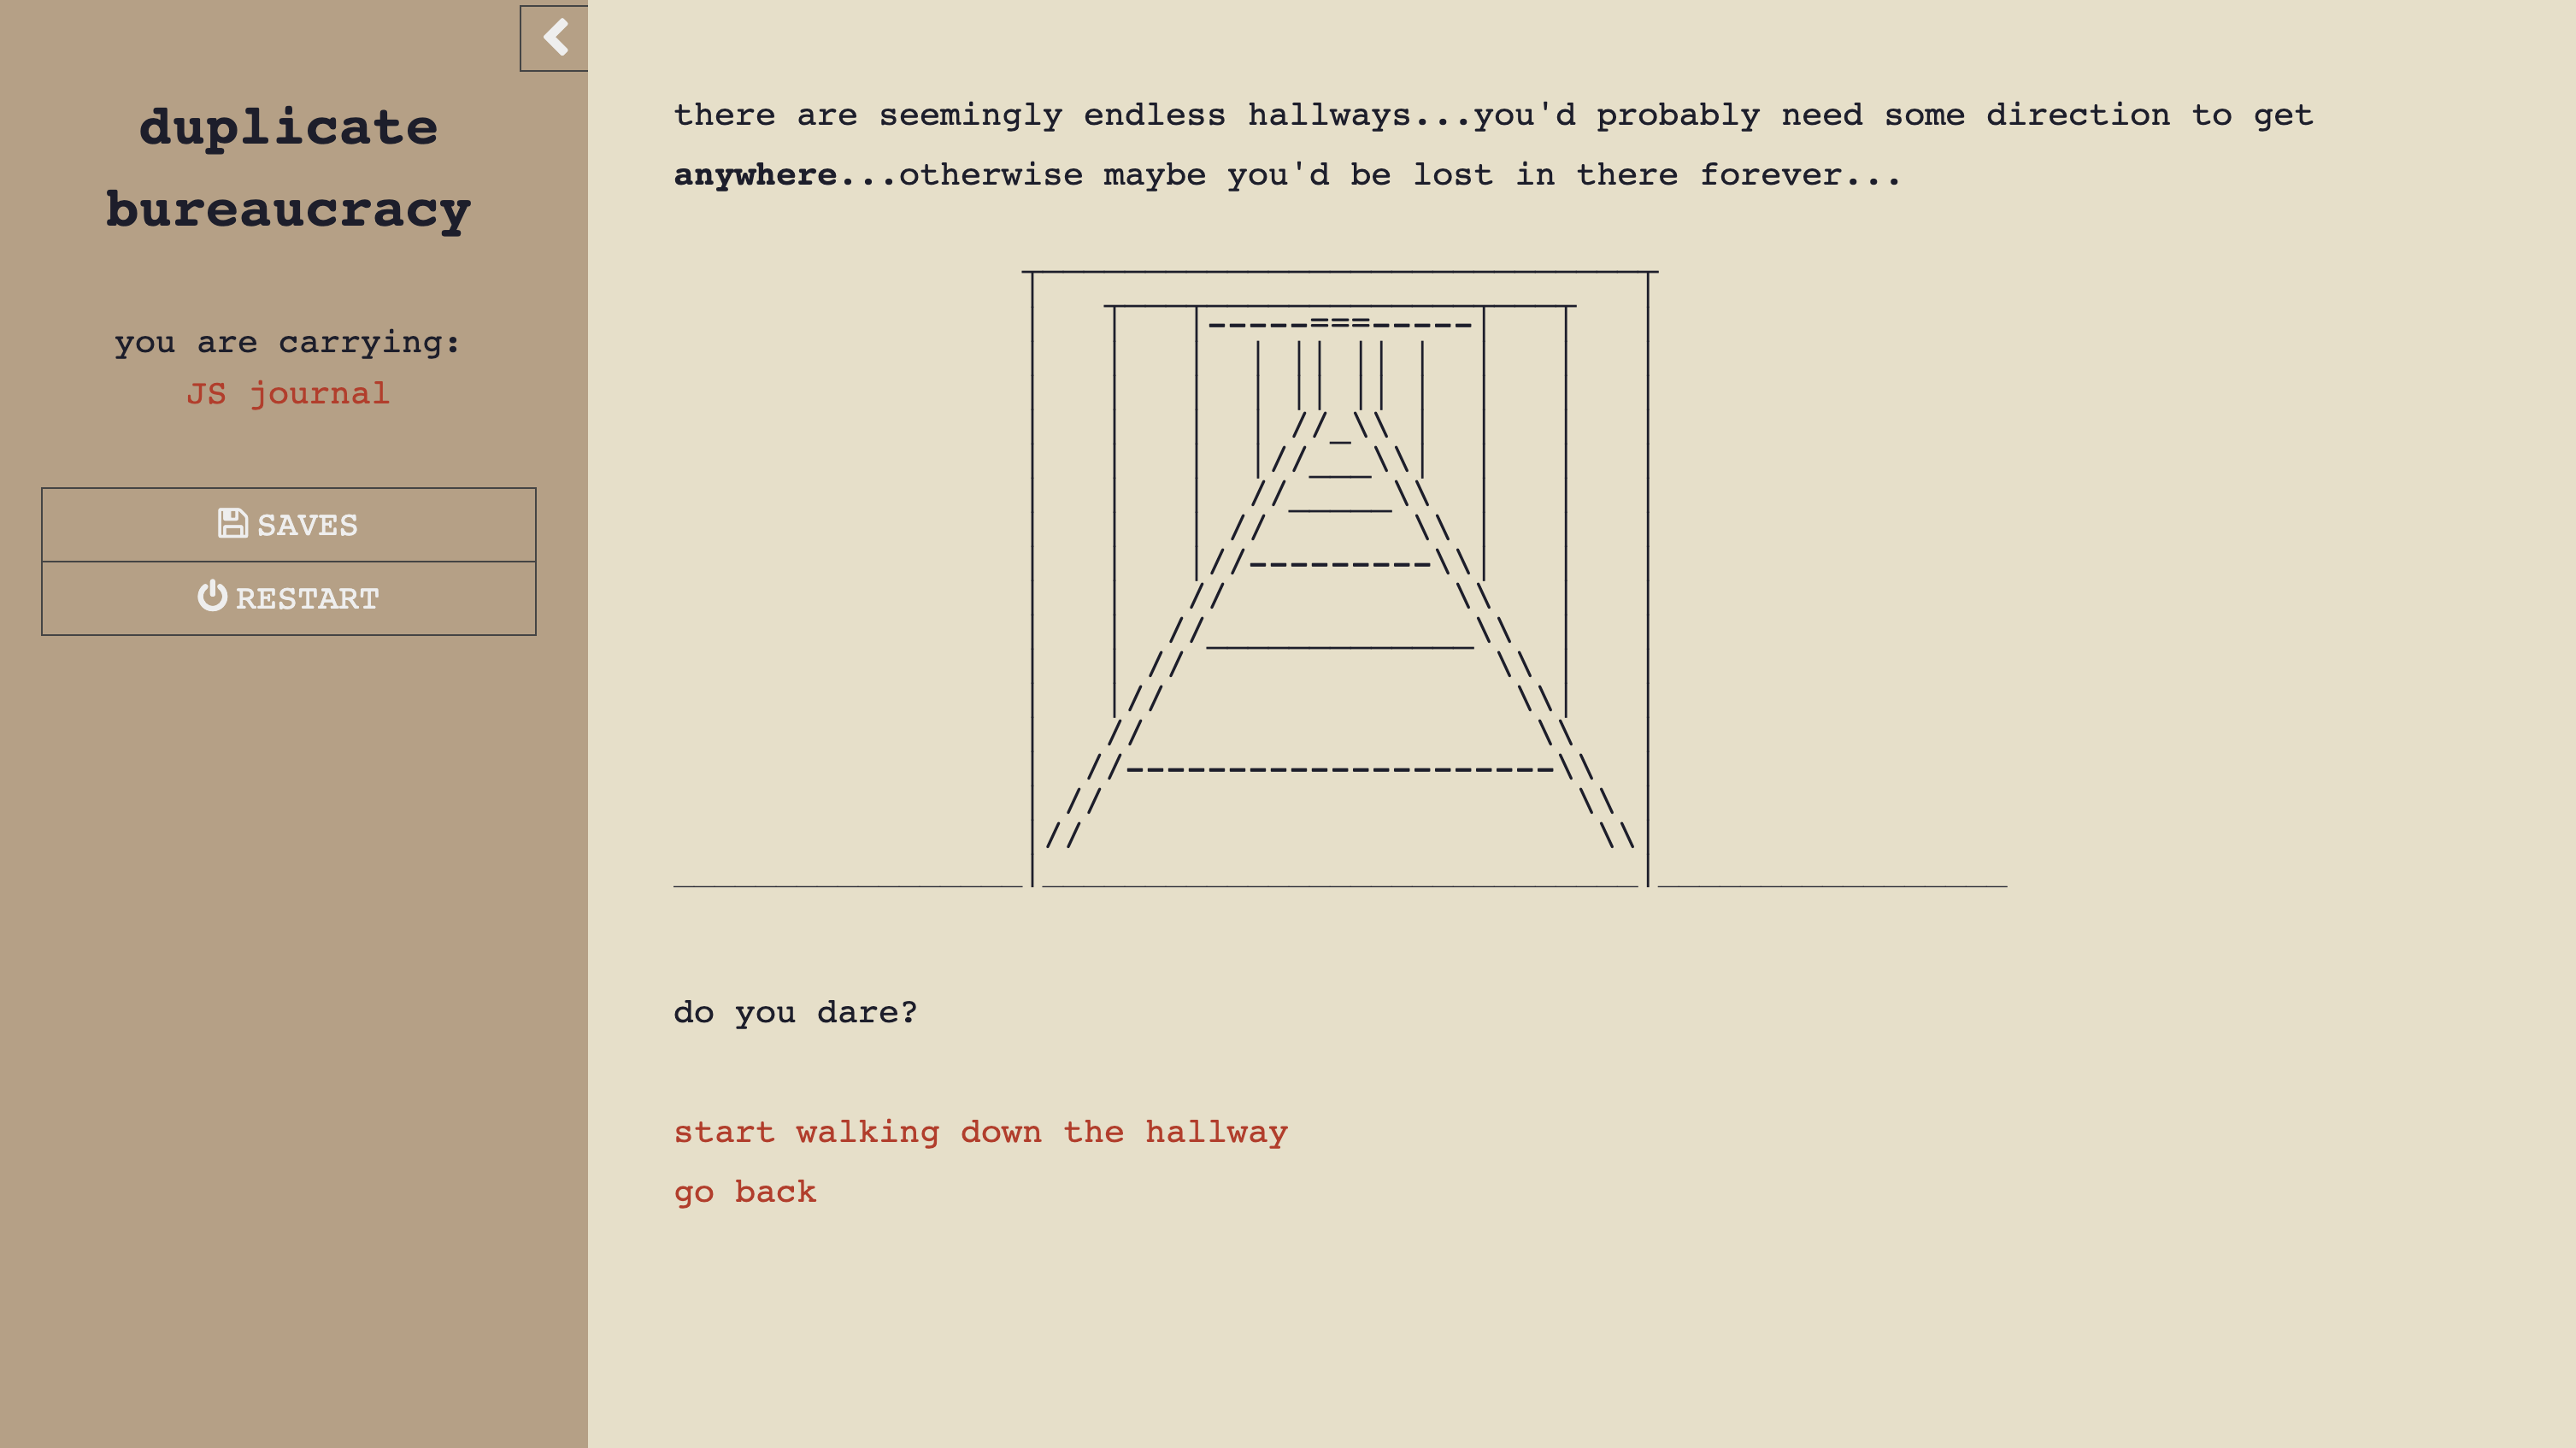 duplicate
bureaucracy
you are carrying:
JS journal
SAVES
RESTART
there are seemingly endless hallways...you'd probably need some direction to get
anywhere...otherwise maybe you'd be lost in there forever...
do you dare?
start walking down the hallway
go back